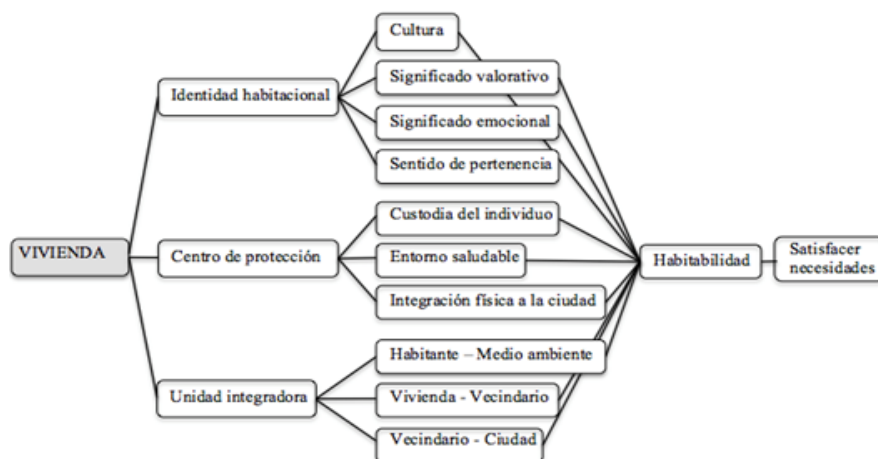 Cultura
Significado valorativo
Identidad habitacional
Significado emocional
Sentido de pertenencia
Custodia del individuo
VIVIENDA
Centro de protección
Entorno saludable
Habitabilidad
Satisfacer
necesidades
Integración física a la ciudad
Habitante – Medio ambiente
Unidad integradora
Vivienda - Vecindario
Vecindario - Ciudad